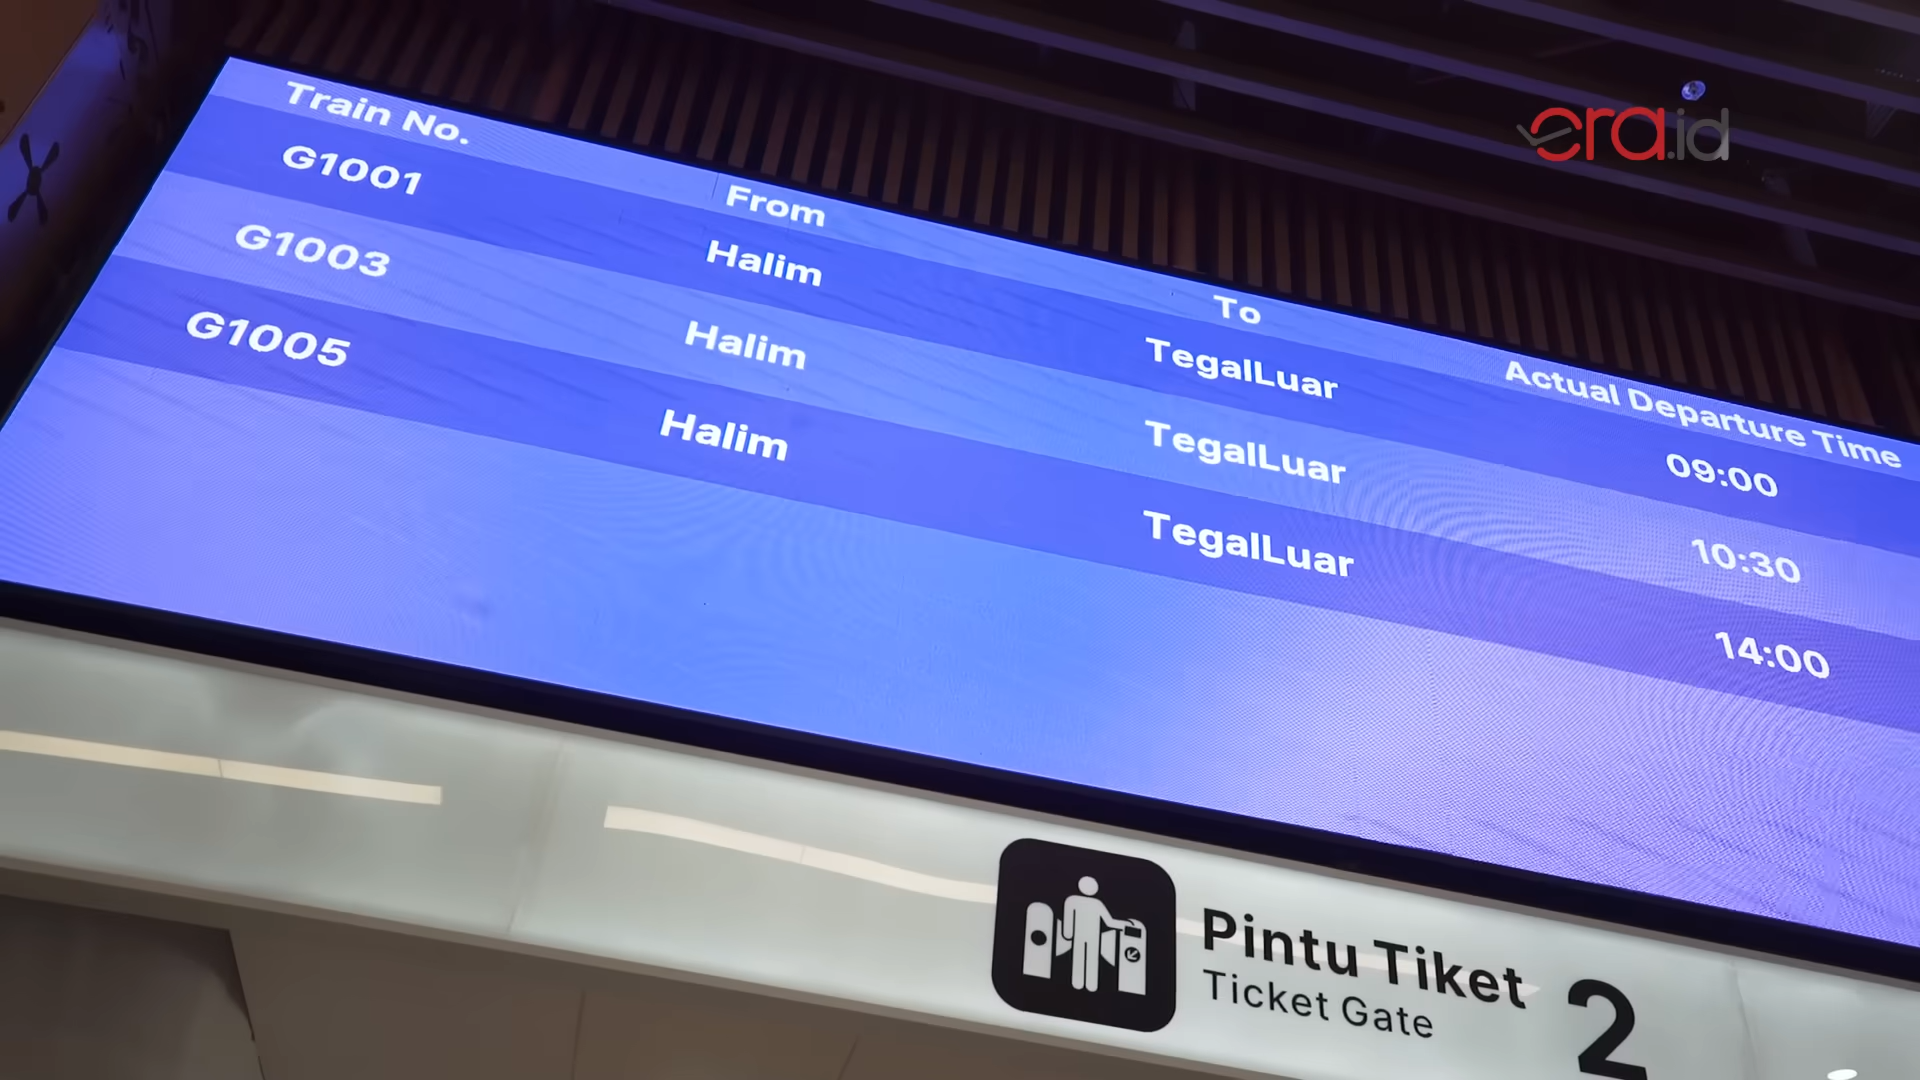 era.id
Train No. From To Actual Departure Time
G1001 Halim TegalLuar 09:00
G1003 Halim TegalLuar 10:30
G1005 Halim TegalLuar 14:00
Pintu Tiket 2
Ticket Gate